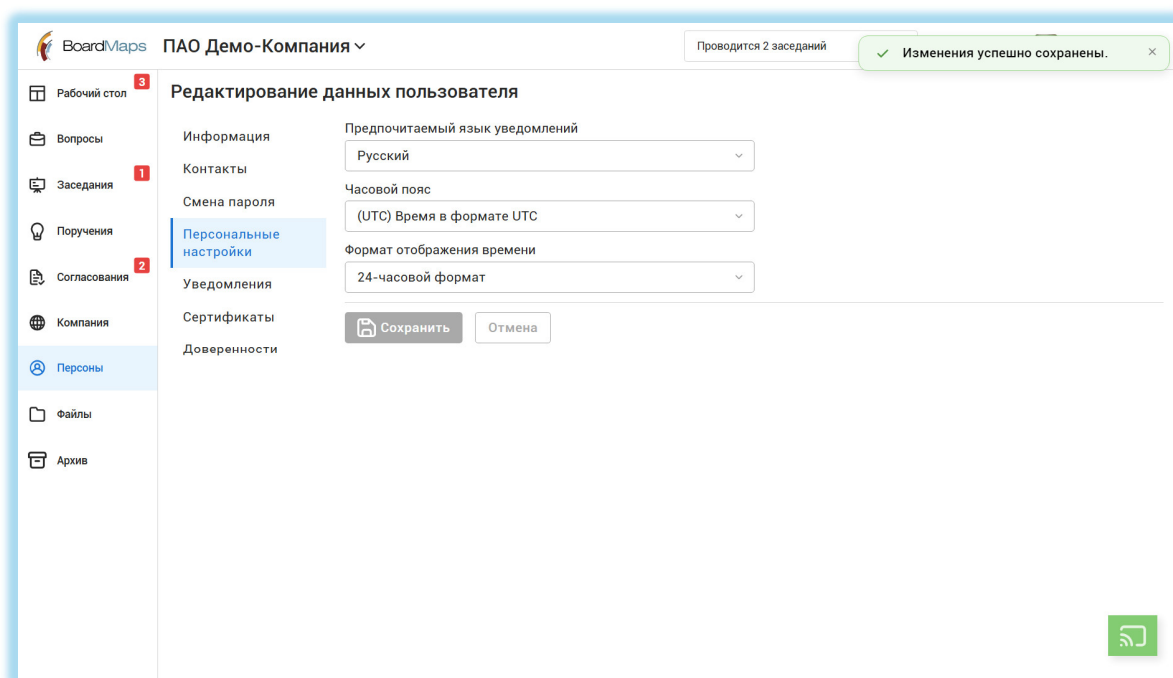 BoardMaps ПАО Демо-Компания
Проводится 2 заседаний
Изменения успешно сохранены.
Рабочий стол 3
Вопросы
Заседания 1
Поручения
Согласования 2
Компания
Персоны
Файлы
Архив
Редактирование данных пользователя
Информация
Контакты
Смена пароля
Персональные
настройки
Уведомления
Сертификаты
Доверенности
Предпочитаемый язык уведомлений
Русский
Часовой пояс
(UTC) Время в формате UTC
Формат отображения времени
24-часовой формат
Сохранить
Отмена